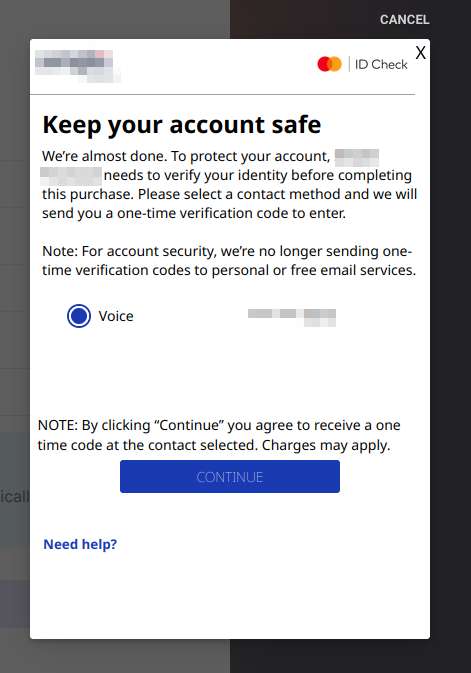 CANCEL
X
ID Check
Keep your account safe
We’re almost done. To protect your account,
needs to verify your identity before completing
this purchase. Please select a contact method and we will
send you a one-time verification code to enter.
Note: For account security, we’re no longer sending one-
time verification codes to personal or free email services.
Voice
NOTE: By clicking “Continue” you agree to receive a one
time code at the contact selected. Charges may apply.
icall
CONTINUE
Need help?